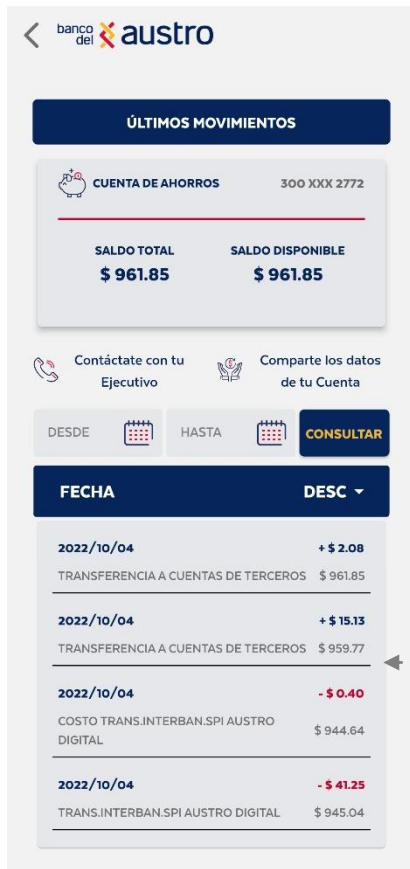 banco del austro
ÚLTIMOS MOVIMIENTOS
CUENTA DE AHORROS 300 XXX 2772
SALDO TOTAL SALDO DISPONIBLE
$ 961.85 $ 961.85
Contáctate con tu Comparte los datos
Ejecutivo de tu Cuenta
DESDE HASTA CONSULTAR
FECHA DESC
2022/10/04 + $ 2.08
TRANSFERENCIA A CUENTAS DE TERCEROS $ 961.85
2022/10/04 + $ 15.13
TRANSFERENCIA A CUENTAS DE TERCEROS $ 959.77
2022/10/04 - $ 0.40
COSTO TRANS.INTERBAN.SPI AUSTRO
DIGITAL $ 944.64
2022/10/04 - $ 41.25
TRANS.INTERBAN.SPI AUSTRO DIGITAL $ 945.04